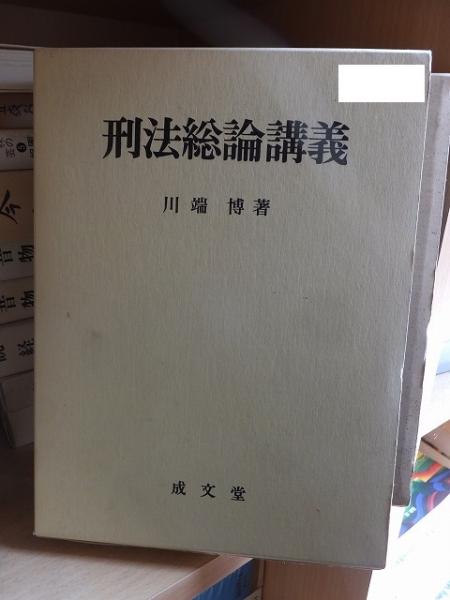 刑法総論講義
川端 博著
成文堂